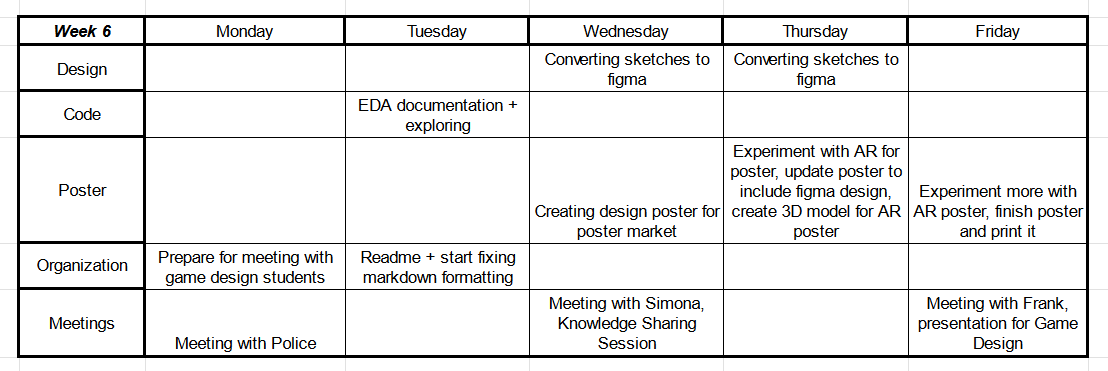 Week 6 Monday Tuesday Wednesday Thursday Friday
Design
Converting sketches to
figma
Converting sketches to
figma
Code
EDA documentation +
exploring
Poster
Creating design poster for
poster market
Experiment with AR for
poster, update poster to
include figma design,
create 3D model for AR
poster
Experiment more with
AR poster, finish poster
and print it
Organization
Prepare for meeting with
game design students
Readme + start fixing
markdown formatting
Meetings
Meeting with Police
Meeting with Simona,
Knowledge Sharing
Session
Meeting with Frank,
presentation for Game
Design